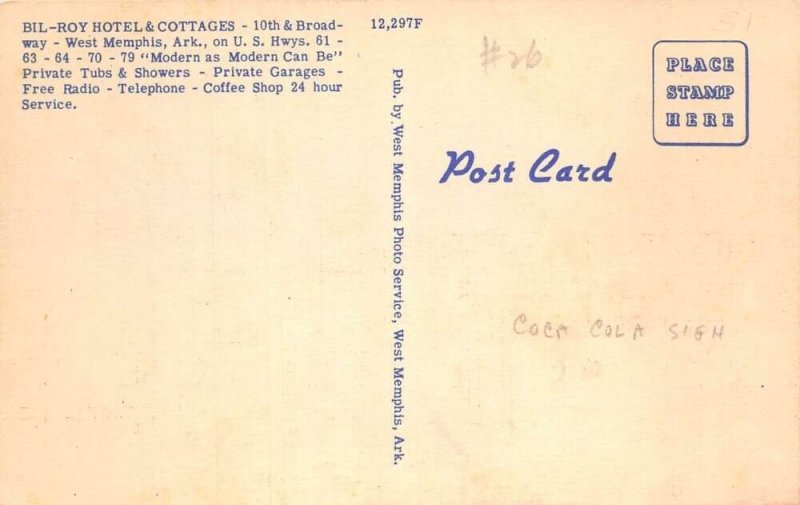 BIL-ROY HOTEL & COTTAGES - 10th & Broad-
way - West Memphis, Ark., on U. S. Hwys. 61 -
63 - 64 - 70 - 79 "Modern as Modern Can Be"
Private Tubs & Showers - Private Garages -
Free Radio - Telephone - Coffee Shop 24 hour
Service.
12,297F
#26
51
PLACE
STAMP
HERE
Post Card
Pub. by West Memphis Photo Service, West Memphis, Ark.
COCA COLA SIGH